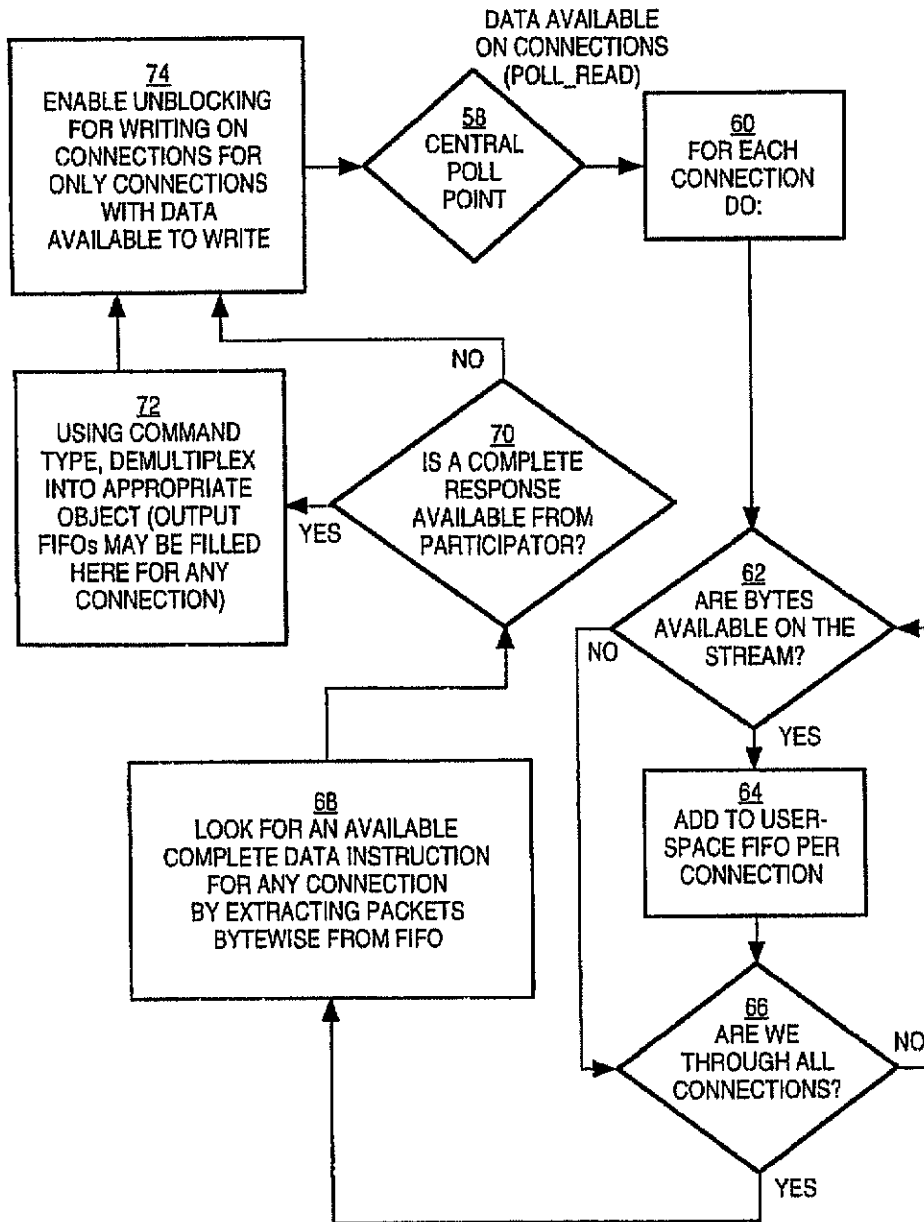 DATA AVAILABLE
ON CONNECTIONS
(POLL_READ)
74
ENABLE UNBLOCKING
FOR WRITING ON
CONNECTIONS FOR
ONLY CONNECTIONS
WITH DATA
AVAILABLE TO WRITE
58
CENTRAL
POLL
POINT
60
FOR EACH
CONNECTION
DO:
NO
72
USING COMMAND
TYPE, DEMULTIPLEX
INTO APPROPRIATE
OBJECT (OUTPUT
FIFOs MAY BE FILLED
HERE FOR ANY
CONNECTION)
YES
70
IS A COMPLETE
RESPONSE
AVAILABLE FROM
PARTICIPATOR?
62
ARE BYTES
AVAILABLE ON THE
STREAM?
NO
YES
64
ADD TO USER-
SPACE FIFO PER
CONNECTION
68
LOOK FOR AN AVAILABLE
COMPLETE DATA INSTRUCTION
FOR ANY CONNECTION
BY EXTRACTING PACKETS
BYTEWISE FROM FIFO
66
ARE WE
THROUGH ALL
CONNECTIONS?
NO
YES